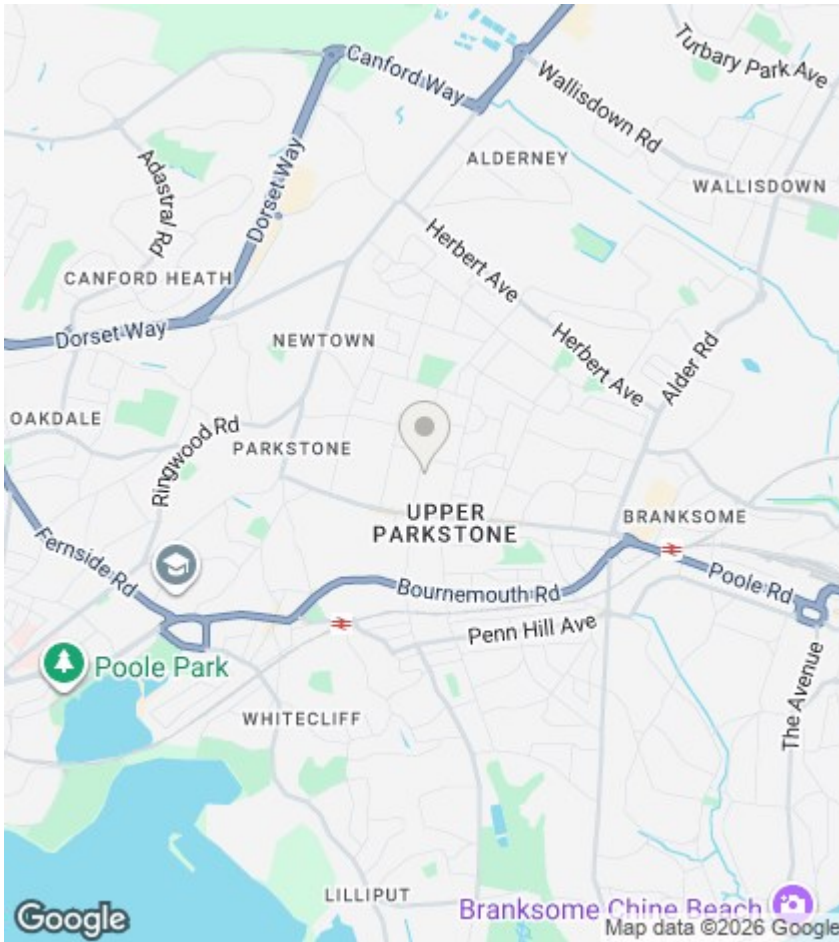 Canford Way
Turbary Park Ave
Wallisdown Rd
ALDERNEY
WALLISDOWN
Adastral Rd
Dorset Way
Herbert Ave
CANFORD HEATH
Dorset Way
NEWTOWN
Herbert Ave
Alder Rd
OAKDALE
Ringwood Rd
PARKSTONE
UPPER
PARKSTONE
BRANKSOME
Fernside Rd
Bournemouth Rd
Poole Rd
Penn Hill Ave
Poole Park
The Avenue
WHITECLIFF
LILLIPUT
Branksome Chine Beach
Google
Map data ©2026 Google